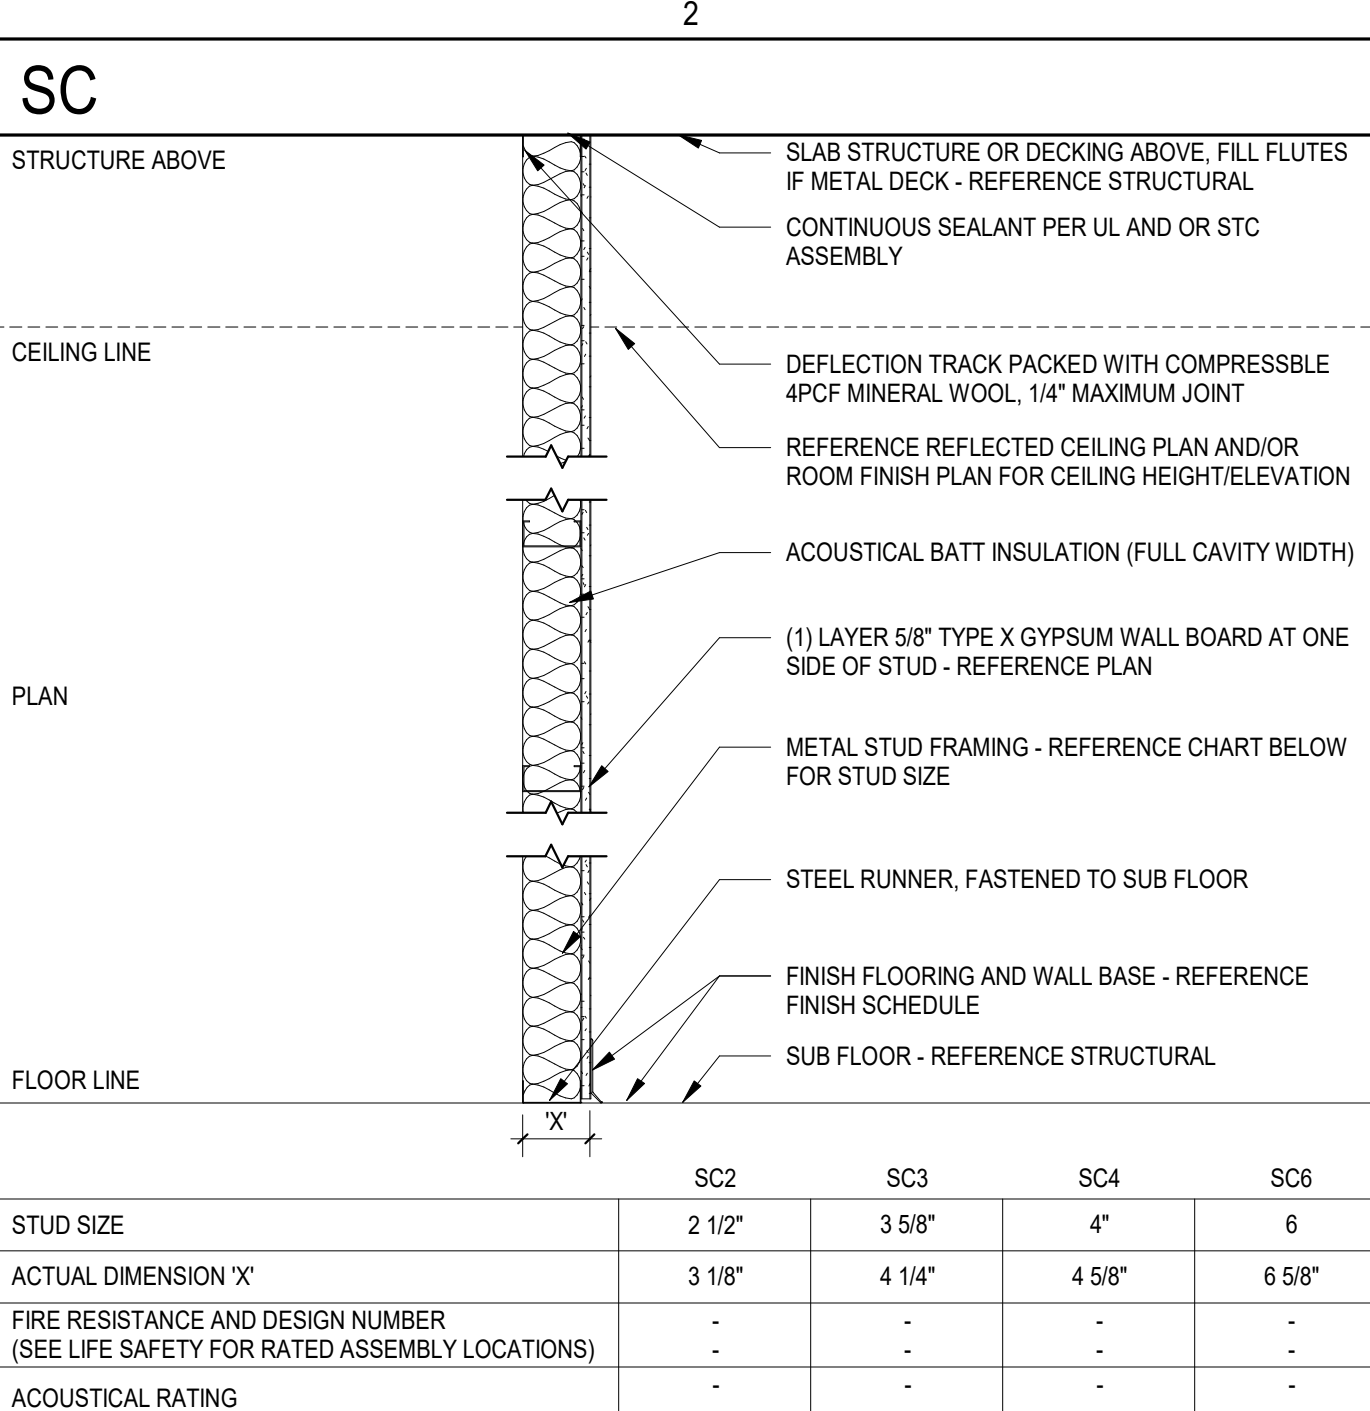 2
SC
STRUCTURE ABOVE
SLAB STRUCTURE OR DECKING ABOVE, FILL FLUTES
IF METAL DECK - REFERENCE STRUCTURAL
CONTINUOUS SEALANT PER UL AND OR STC
ASSEMBLY
CEILING LINE
DEFLECTION TRACK PACKED WITH COMPRESSBLE
4PCF MINERAL WOOL, 1/4" MAXIMUM JOINT
REFERENCE REFLECTED CEILING PLAN AND/OR
ROOM FINISH PLAN FOR CEILING HEIGHT/ELEVATION
ACOUSTICAL BATT INSULATION (FULL CAVITY WIDTH)
(1) LAYER 5/8" TYPE X GYPSUM WALL BOARD AT ONE
SIDE OF STUD - REFERENCE PLAN
PLAN
METAL STUD FRAMING - REFERENCE CHART BELOW
FOR STUD SIZE
STEEL RUNNER, FASTENED TO SUB FLOOR
FINISH FLOORING AND WALL BASE - REFERENCE
FINISH SCHEDULE
SUB FLOOR - REFERENCE STRUCTURAL
FLOOR LINE
'X'
SC2 SC3 SC4 SC6
STUD SIZE 2 1/2" 3 5/8" 4" 6
ACTUAL DIMENSION 'X' 3 1/8" 4 1/4" 4 5/8" 6 5/8"
FIRE RESISTANCE AND DESIGN NUMBER - - - -
(SEE LIFE SAFETY FOR RATED ASSEMBLY LOCATIONS) - - - -
ACOUSTICAL RATING - - - -